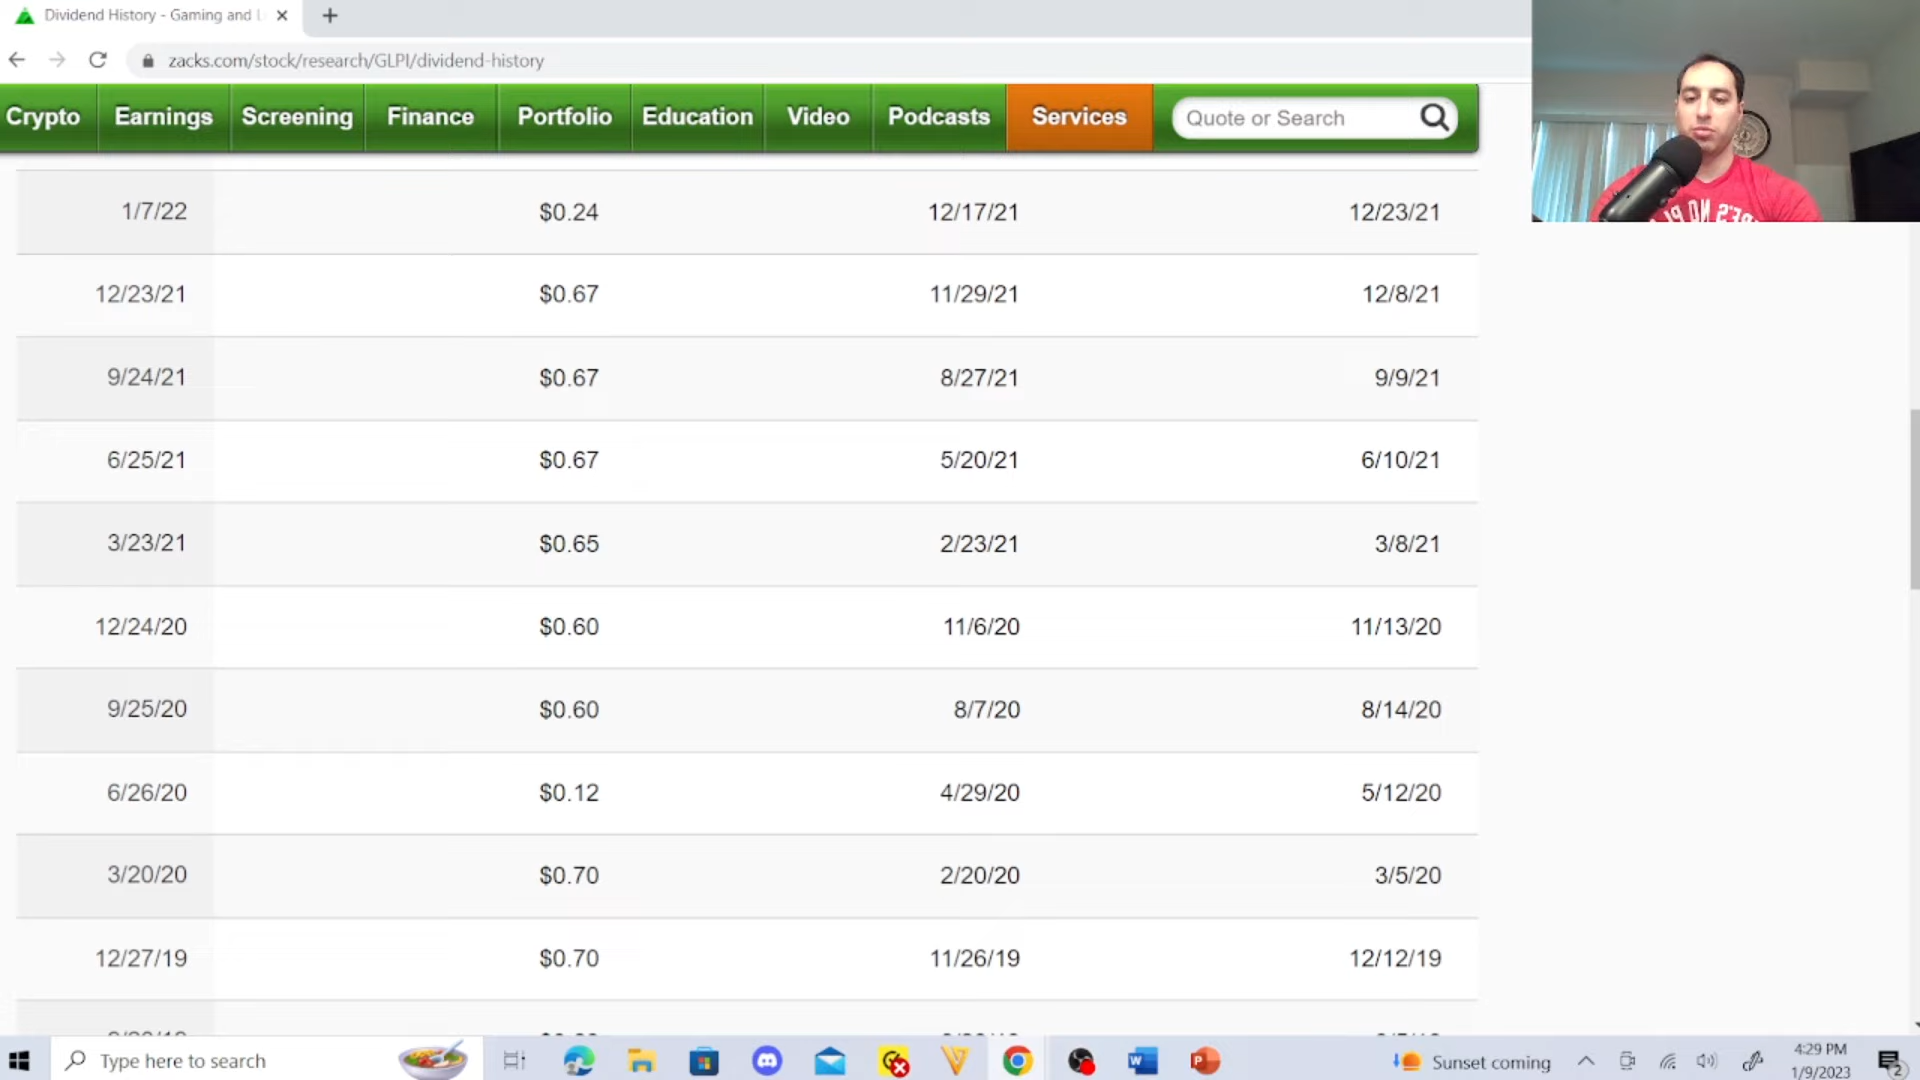 Dividend History - Gaming and L
zacks.com/stock/research/GLPI/dividend-history
Crypto Earnings Screening Finance Portfolio Education Video Podcasts Services Quote or Search
1/7/22 $0.24 12/17/21 12/23/21
12/23/21 $0.67 11/29/21 12/8/21
9/24/21 $0.67 8/27/21 9/9/21
6/25/21 $0.67 5/20/21 6/10/21
3/23/21 $0.65 2/23/21 3/8/21
12/24/20 $0.60 11/6/20 11/13/20
9/25/20 $0.60 8/7/20 8/14/20
6/26/20 $0.12 4/29/20 5/12/20
3/20/20 $0.70 2/20/20 3/5/20
12/27/19 $0.70 11/26/19 12/12/19
Type here to search
Sunset coming
4:29 PM
1/9/2023
2